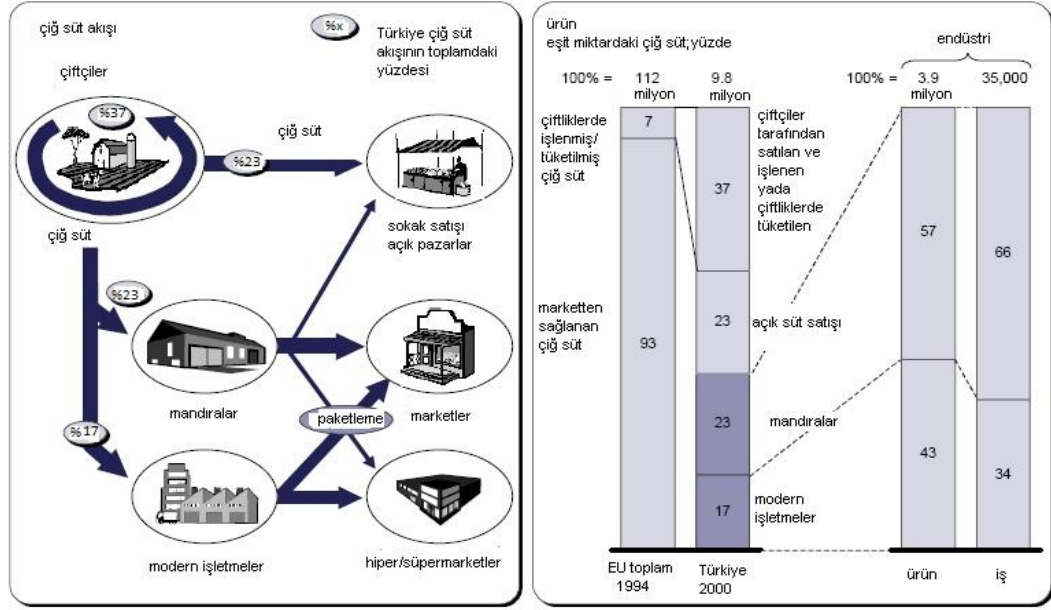 çiğ süt akışı
%x
Türkiye çiğ süt
akışının toplamdaki
yüzdesi
çiftçiler
%37
çiğ süt
%23
çiğ süt
sokak satışı
açık pazarlar
%23
mandıralar
marketler
paketleme
%17
modern işletmeler
hiper/süpermarketler
ürün
eşit miktardaki çiğ süt;yüzde
endüstri
100% =
112
milyon
9.8
milyon
100% =
3.9
milyon
35,000
çiftliklerde
işlenmiş/
tüketilmiş
çiğ süt
7
37
çiftçiler
tarafından
satılan ve
işlenen
yada
çiftliklerde
tüketilen
57
66
marketten
sağlanan
çiğ süt
93
23
açık süt satışı
23
mandıralar
43
34
17
modern
işletmeler
EU toplam
1994
Türkiye
2000
ürün
iş